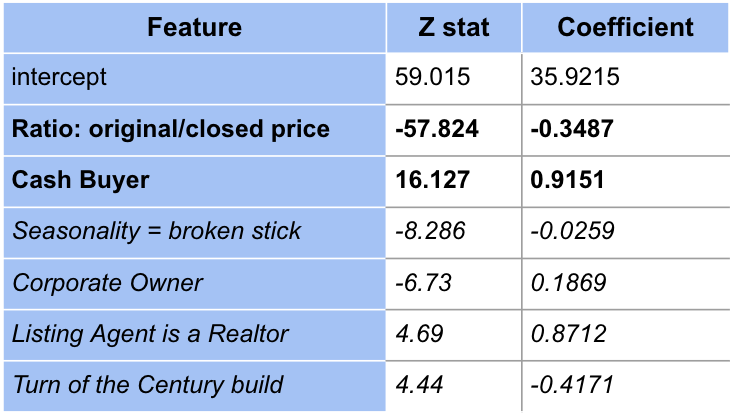 Feature Z stat Coefficient
intercept 59.015 35.9215
Ratio: original/closed price -57.824 -0.3487
Cash Buyer 16.127 0.9151
Seasonality = broken stick -8.286 -0.0259
Corporate Owner -6.73 0.1869
Listing Agent is a Realtor 4.69 0.8712
Turn of the Century build 4.44 -0.4171